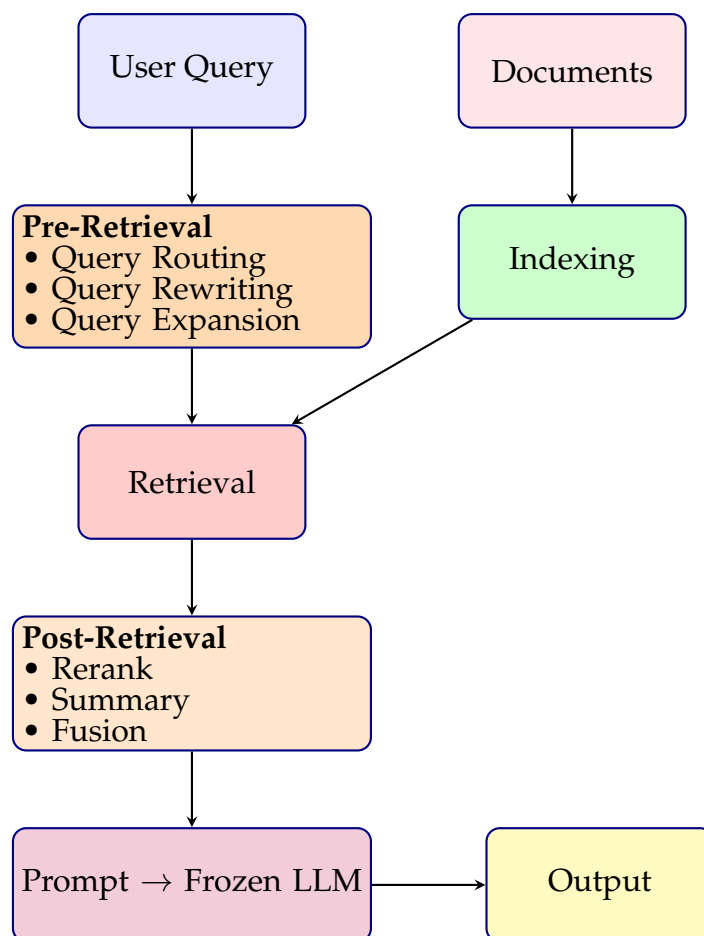 User Query
Documents
Pre-Retrieval
• Query Routing
• Query Rewriting
• Query Expansion
Indexing
Retrieval
Post-Retrieval
• Rerank
• Summary
• Fusion
Prompt → Frozen LLM
Output